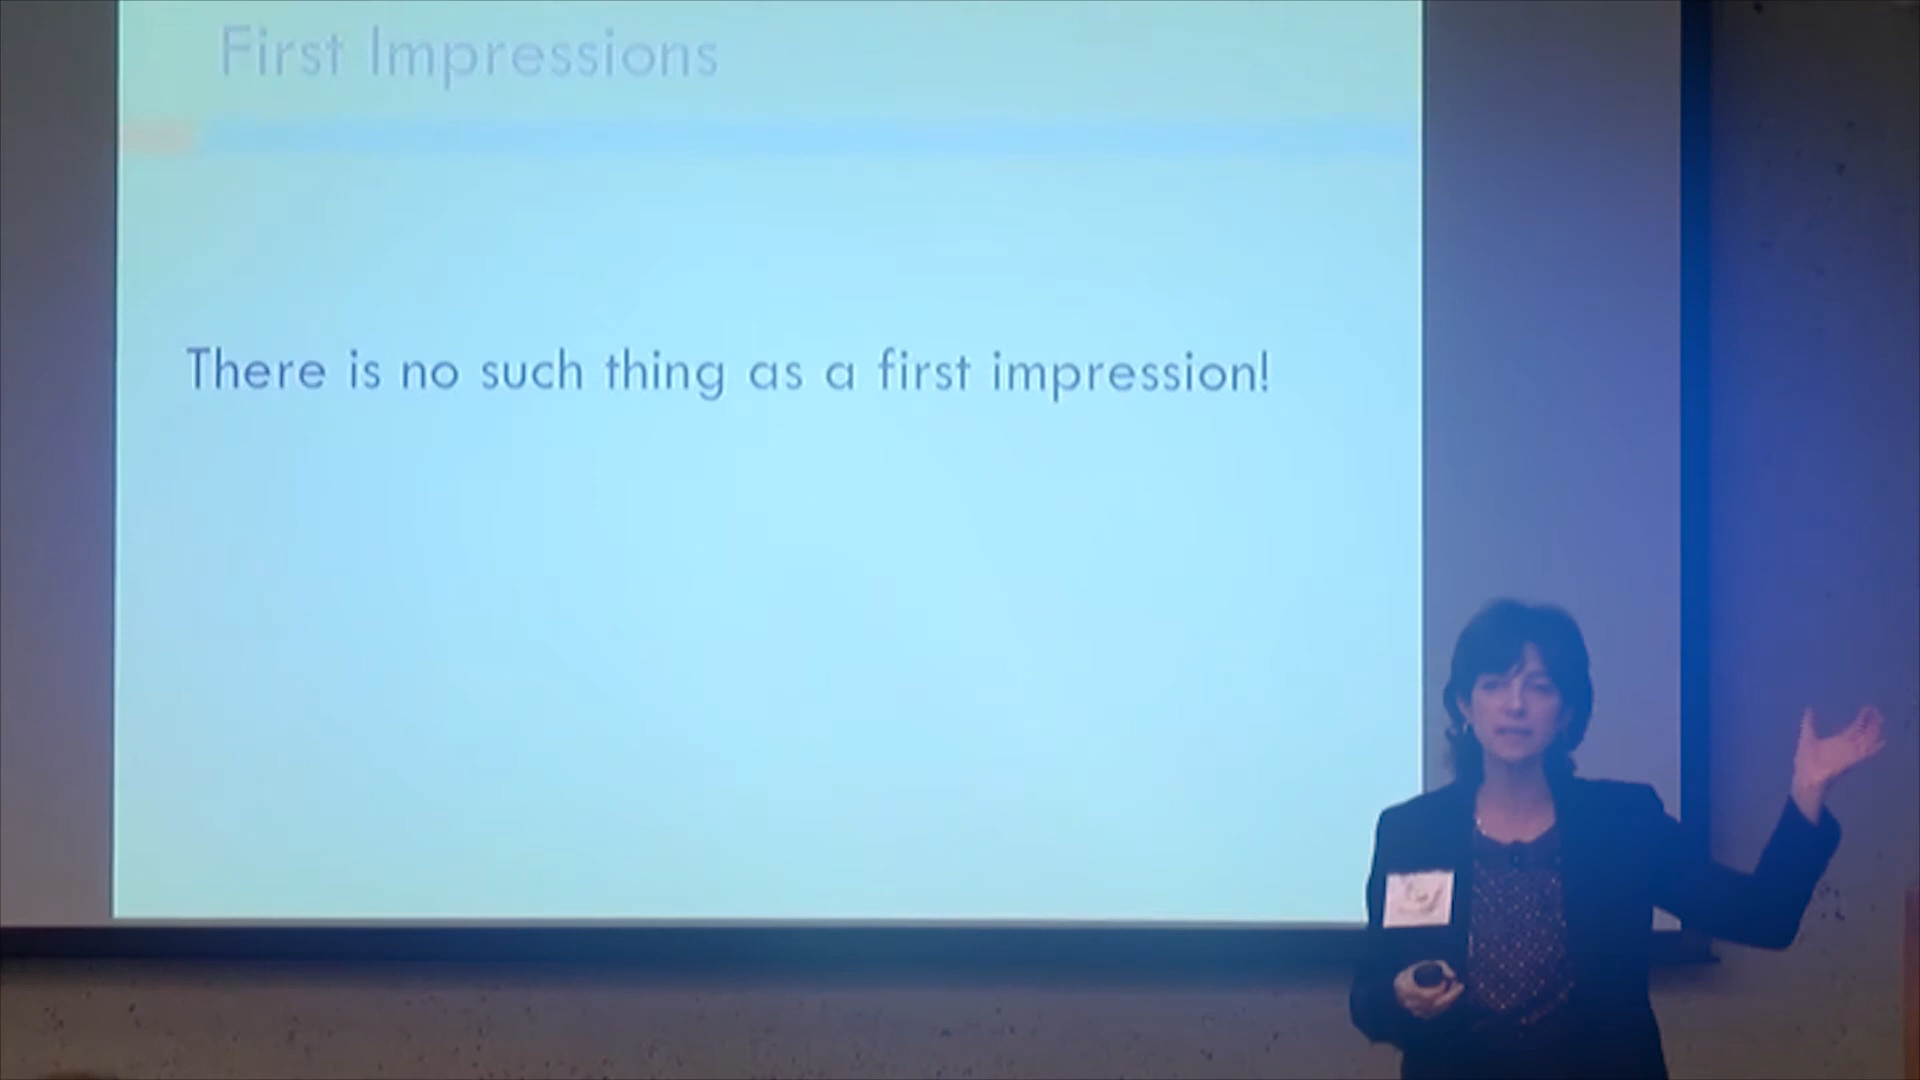 First Impressions
There is no such thing as a first impression!